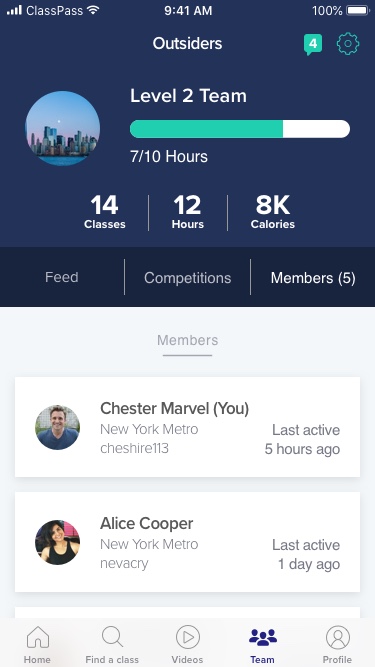 ClassPass 9:41 AM 100%
Outsiders 4
Level 2 Team
7/10 Hours
14 12 8K
Classes Hours Calories
Feed Competitions Members (5)
Members
Chester Marvel (You)
New York Metro Last active
cheshire113 5 hours ago
Alice Cooper
New York Metro Last active
nevacry 1 day ago
Home Find a class Videos Team Profile